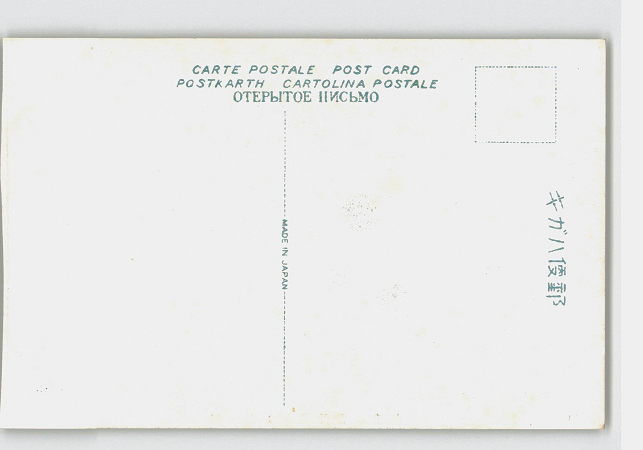 CARTE POSTALE POST CARD
POSTKARTH CARTOLINA POSTALE
ОТЕРЫТОЕ ПИСЬМО
MADE IN JAPAN
キガハ便郵